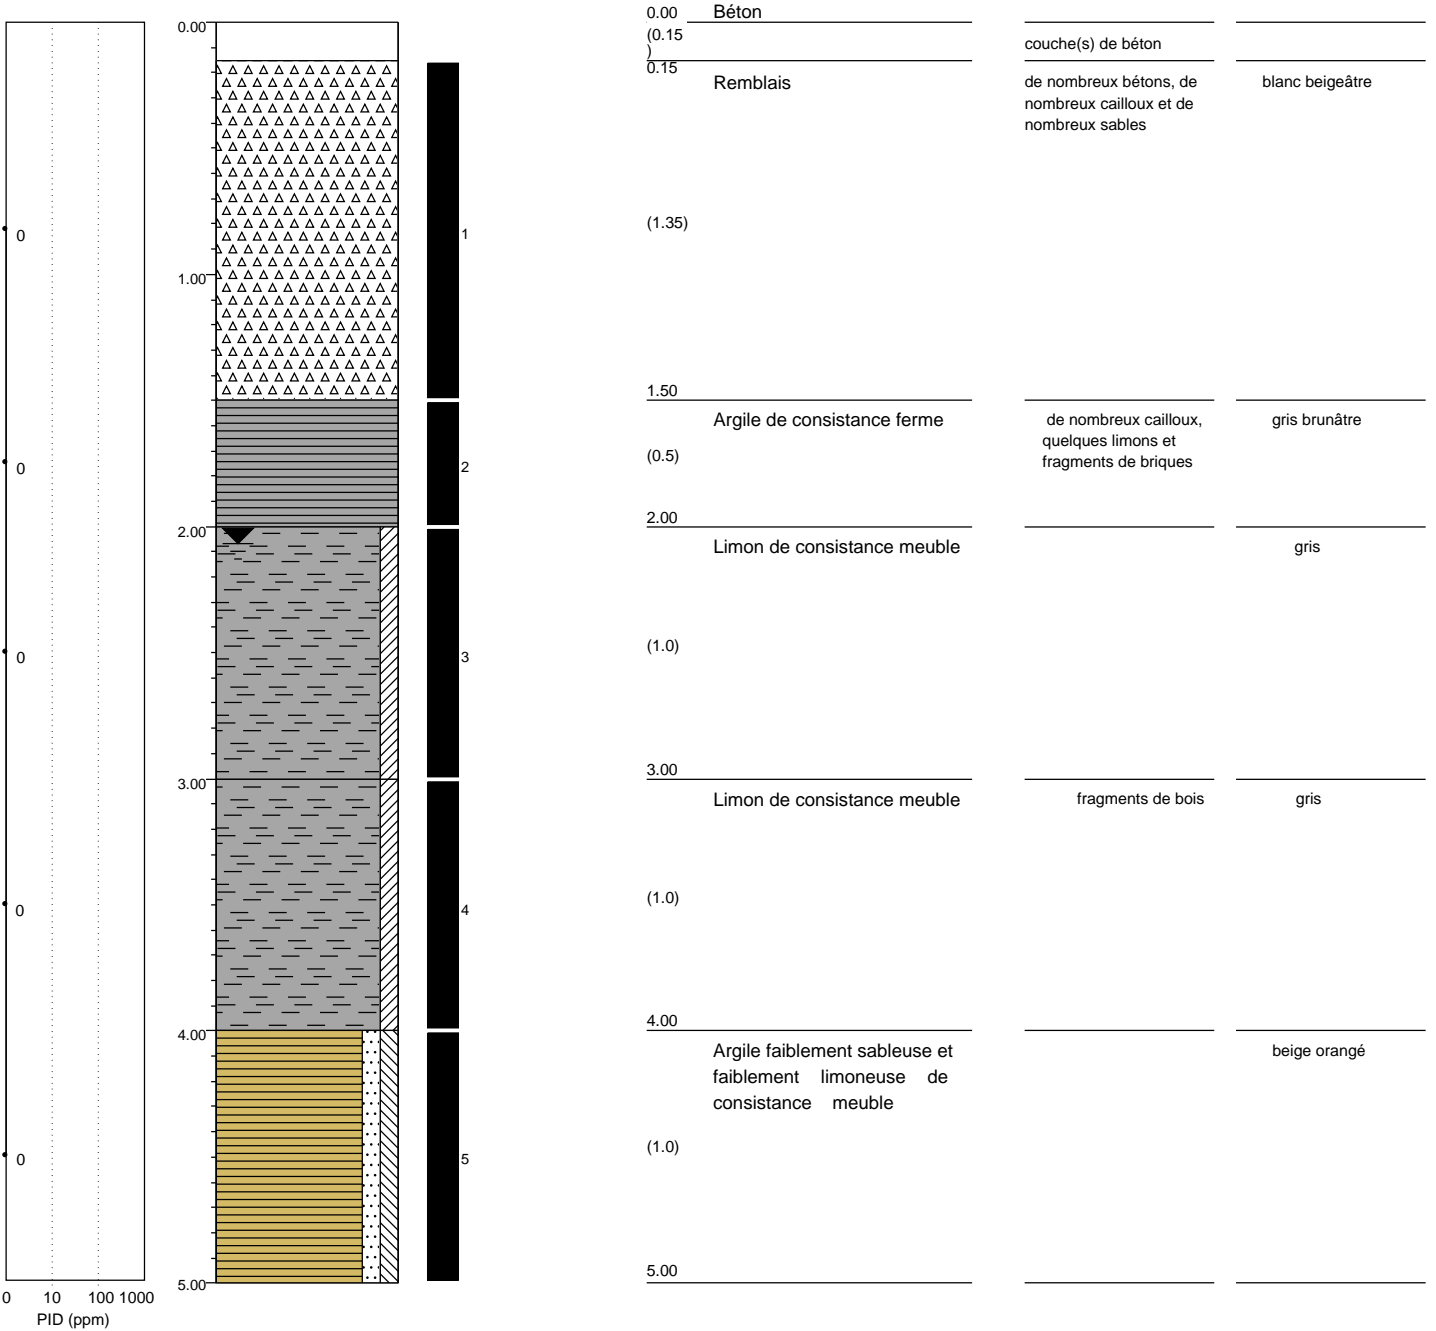 0.00 Béton
0.00
(0.15
)
couche(s) de béton
0.15
Remblais
de nombreux bétons, de
nombreux cailloux et de
nombreux sables
blanc beigeâtre
0
1
(1.35)
1.00
1.50
Argile de consistance ferme
de nombreux cailloux,
quelques limons et
fragments de briques
gris brunâtre
0
2
(0.5)
2.00
2.00
Limon de consistance meuble
gris
0
3
(1.0)
3.00
3.00
Limon de consistance meuble
fragments de bois
gris
0
4
(1.0)
4.00
4.00
Argile faiblement sableuse et
faiblement limoneuse de
consistance meuble
beige orangé
0
5
(1.0)
5.00
5.00
0 10 100 1000
PID (ppm)